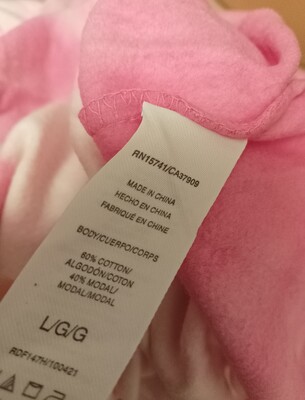 RN15741/CA37909
MADE IN CHINA
HECHO EN CHINA
FABRIQUÉ EN CHINE
BODY/CUERPO/CORPS
60% COTTON/
ALGODÓN/COTON
40% MODAL/
MODAL/MODAL
L/G/G
RDF147H/100421